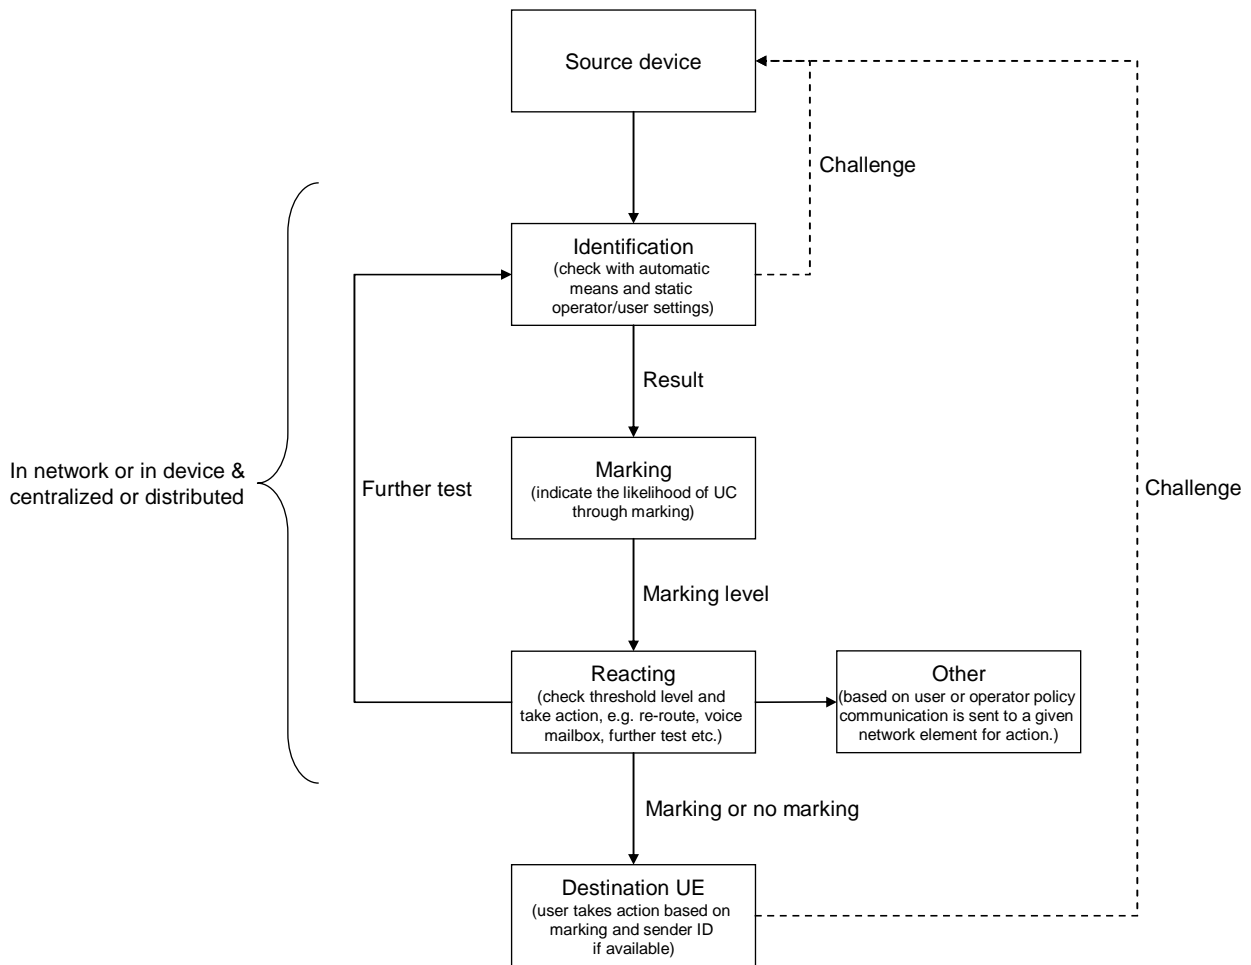 Source device
Challenge
Identification
(check with automatic
means and static
operator/user settings)
Result
In network or in device &
centralized or distributed
Further test
Marking
(indicate the likelihood of UC
through marking)
Challenge
Marking level
Reacting
(check threshold level and
take action, e.g. re-route, voice
mailbox, further test etc.)
Other
(based on user or operator policy
communication is sent to a given
network element for action.)
Marking or no marking
Destination UE
(user takes action based on
marking and sender ID
if available)